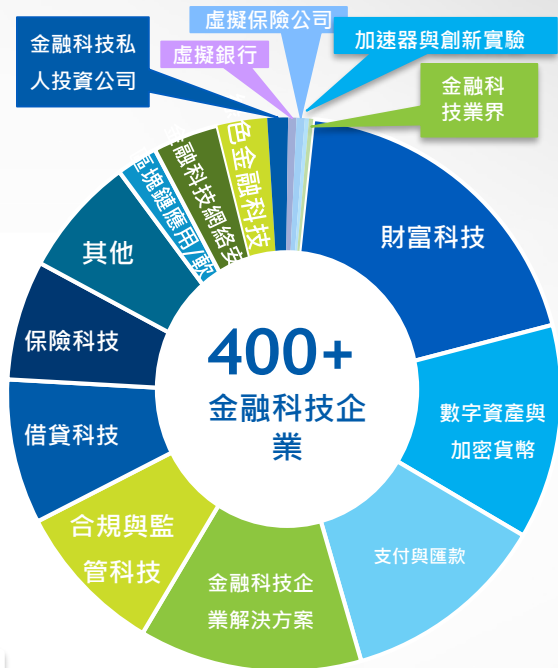 虛擬保險公司
金融科技私
人投資公司
虛擬銀行
加速器與創新實驗
金融科
技業界
色金融科技
融科技網絡安
區塊鏈應用/軟
財富科技
其他
保險科技
400+
金融科技企
業
數字資產與
加密貨幣
借貸科技
合規與監
管科技
支付與匯款
金融科技企
業解決方案